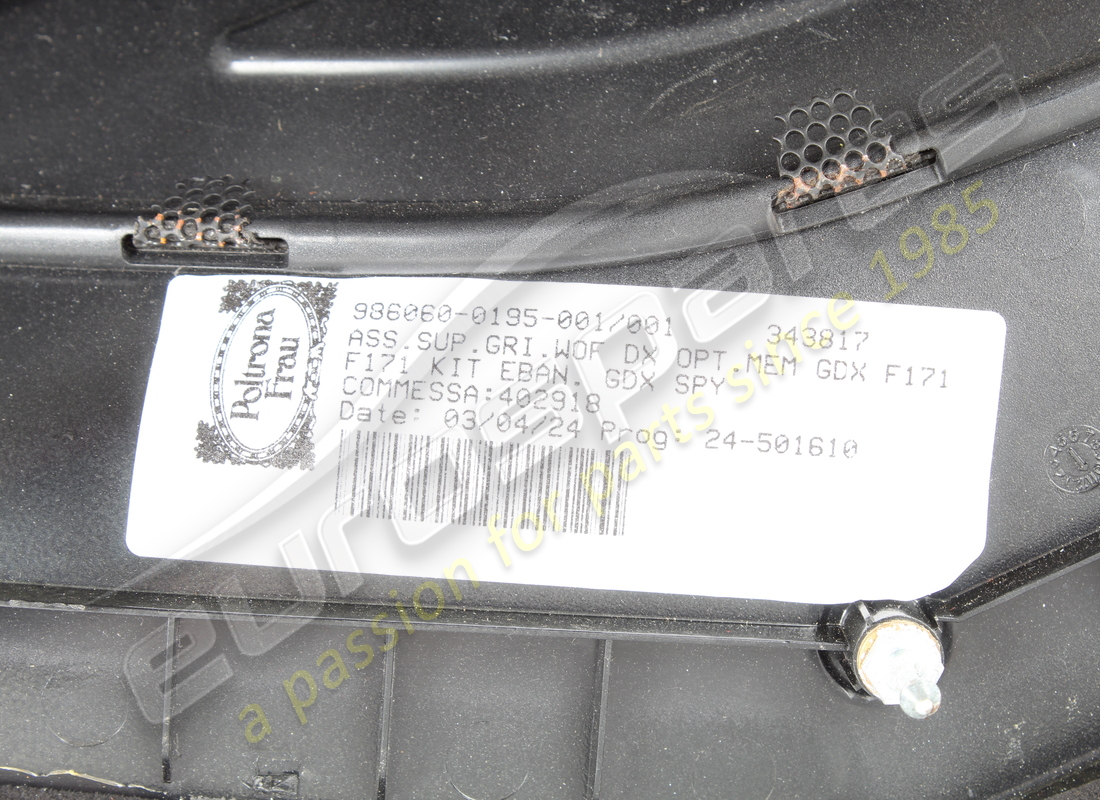 Poltrona
Frau
986060-0195-001/001 343817
ASS.SUP.GRI.WOF DX OPT.MEM GDX F171
F171 KIT EBAN. GDX SPY
COMMESSA:402918
Date: 03/04/24 Prog: 24-501610
eurospares
a passion for parts since 1985